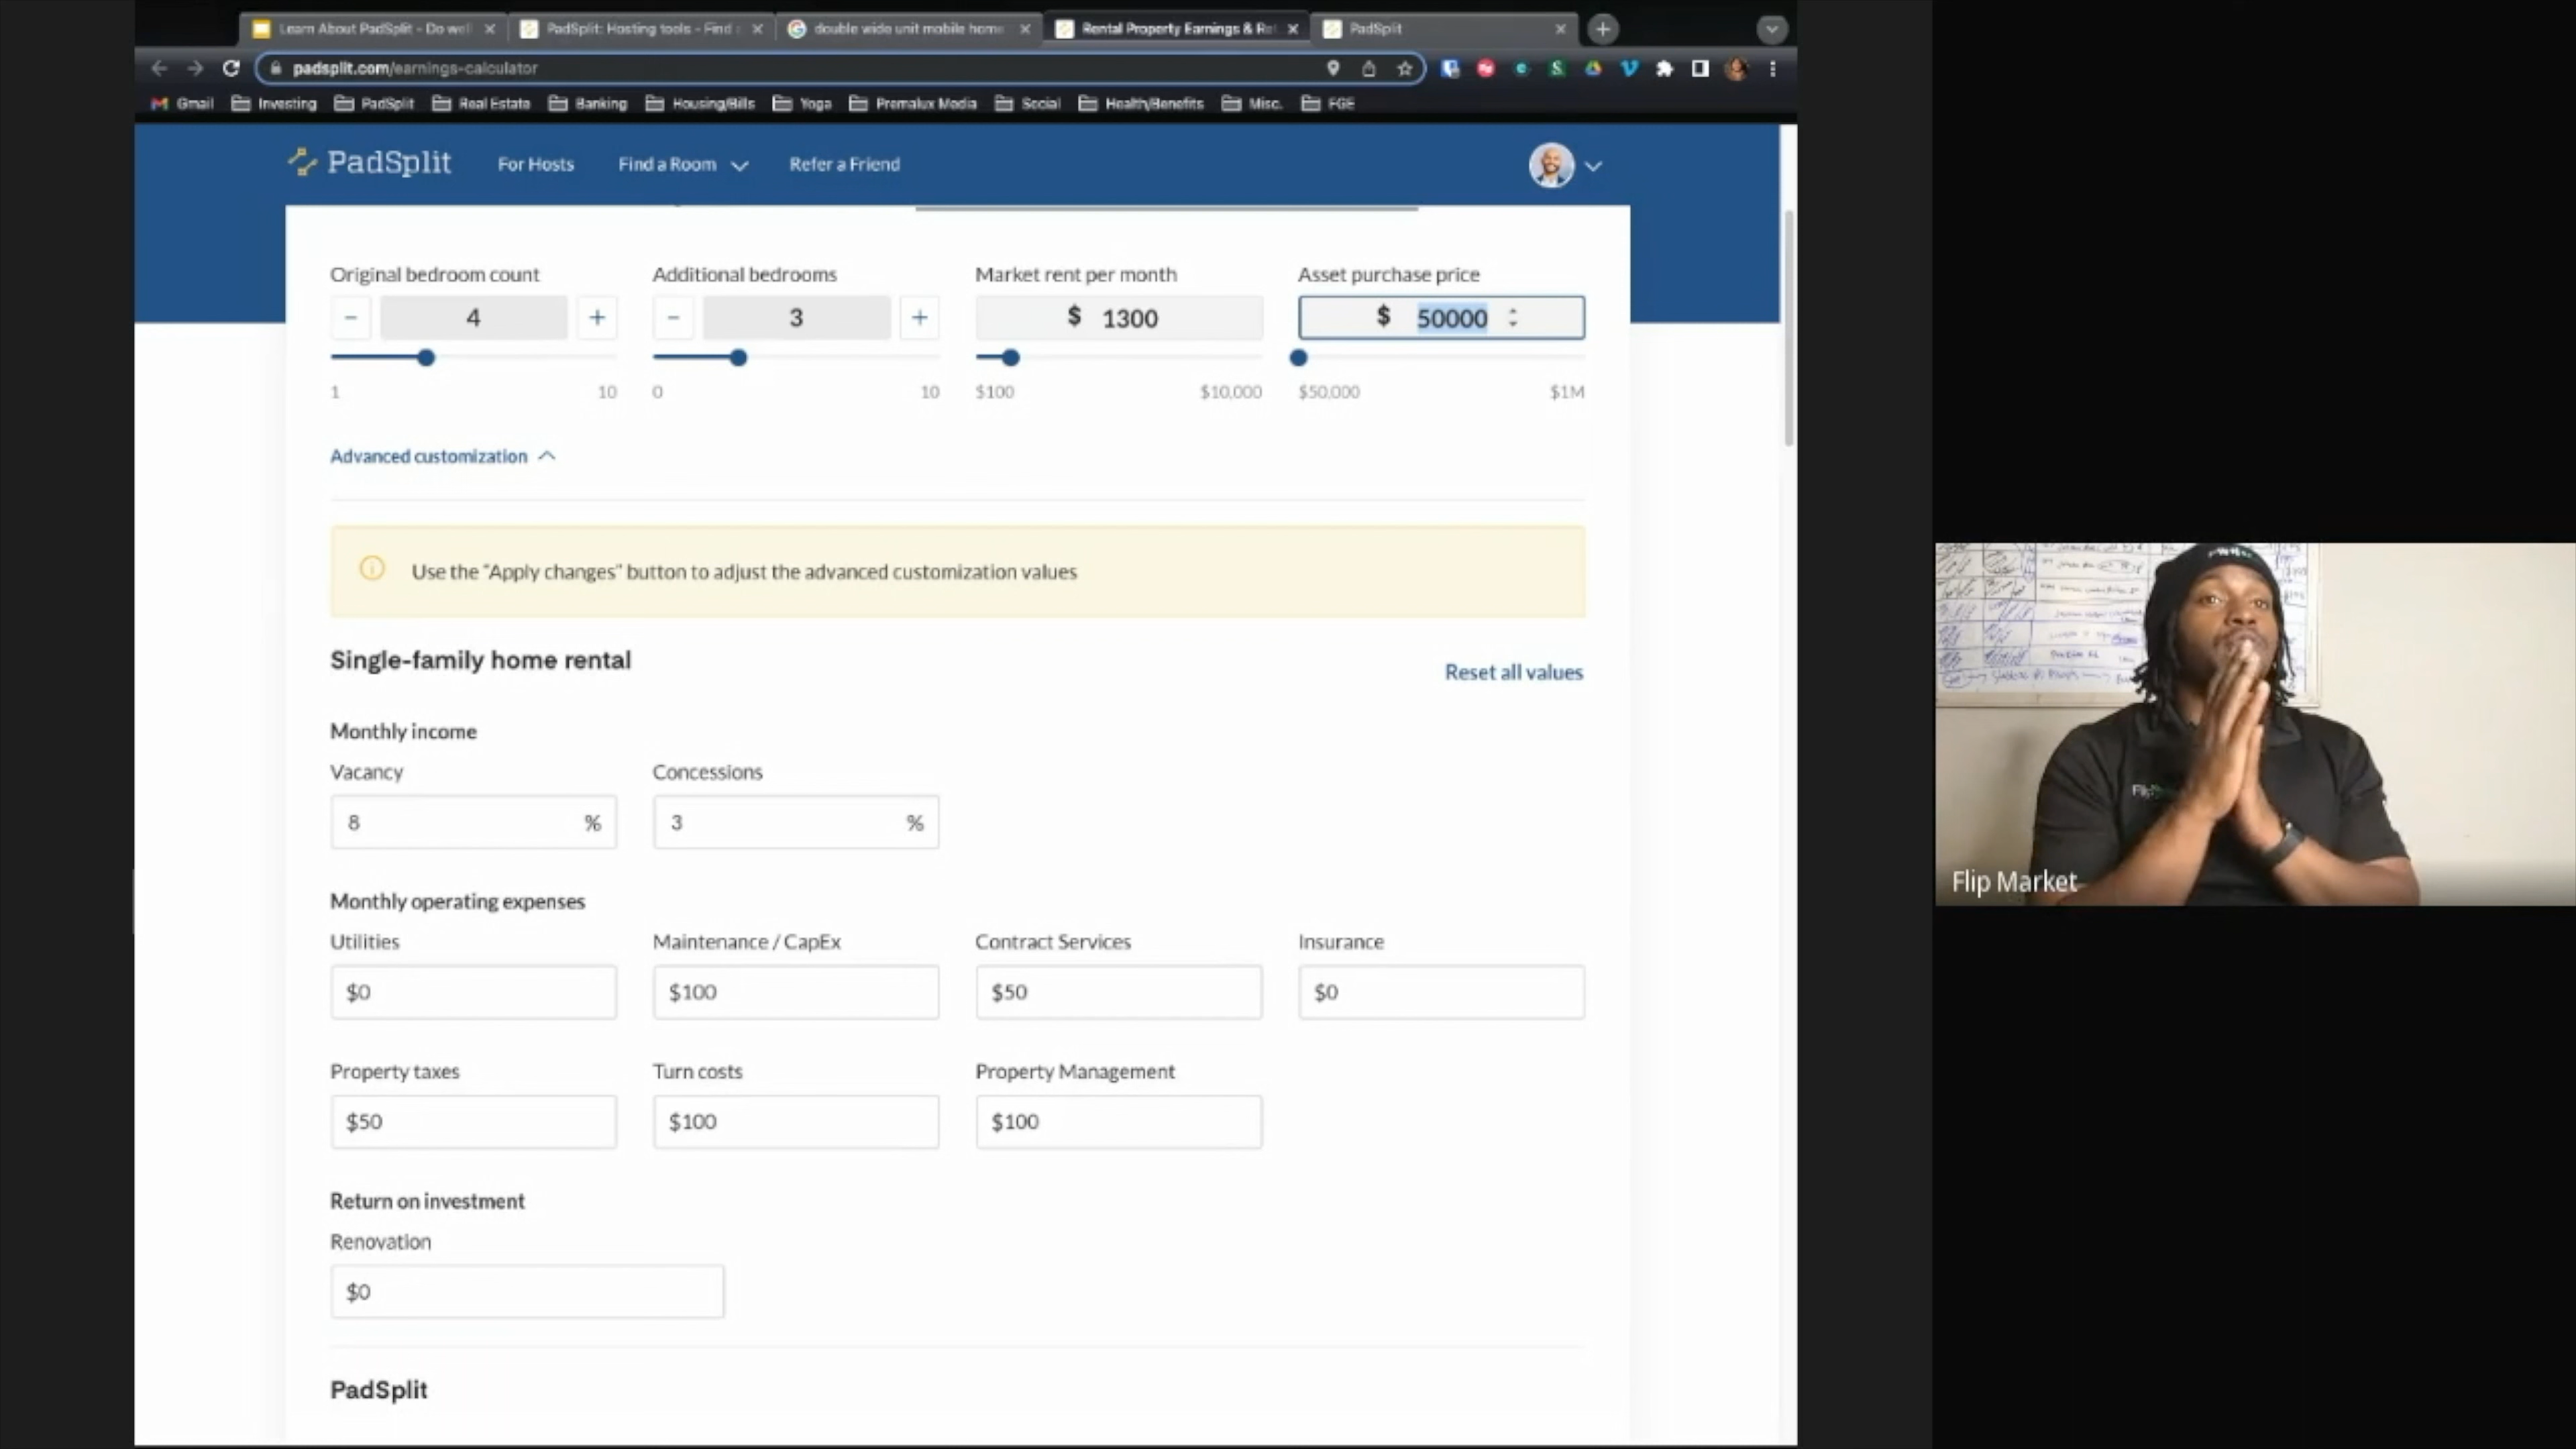 Learn About PadSplit - Do well
PadSplit: Hosting tools - Find
double wide unit mobile home
Rental Property Earnings & Re
PadSplit
padsplit.com/earnings-calculator
Gmail Investing PadSplit Real Estate Banking Housing/Bills Yoga Premalux Media Social Health/Benefits Misc. FGE
PadSplit For Hosts Find a Room Refer a Friend
Original bedroom count Additional bedrooms Market rent per month Asset purchase price
- 4 + - 3 + $ 1300 $ 50000
1 10 0 10 $100 $10,000 $50,000 $1M
Advanced customization
Use the "Apply changes" button to adjust the advanced customization values
Single-family home rental
Reset all values
Monthly income
Vacancy Concessions
8 % 3 %
Monthly operating expenses
Utilities Maintenance / CapEx Contract Services Insurance
$0 $100 $50 $0
Property taxes Turn costs Property Management
$50 $100 $100
Return on investment
Renovation
$0
PadSplit
Flip Market